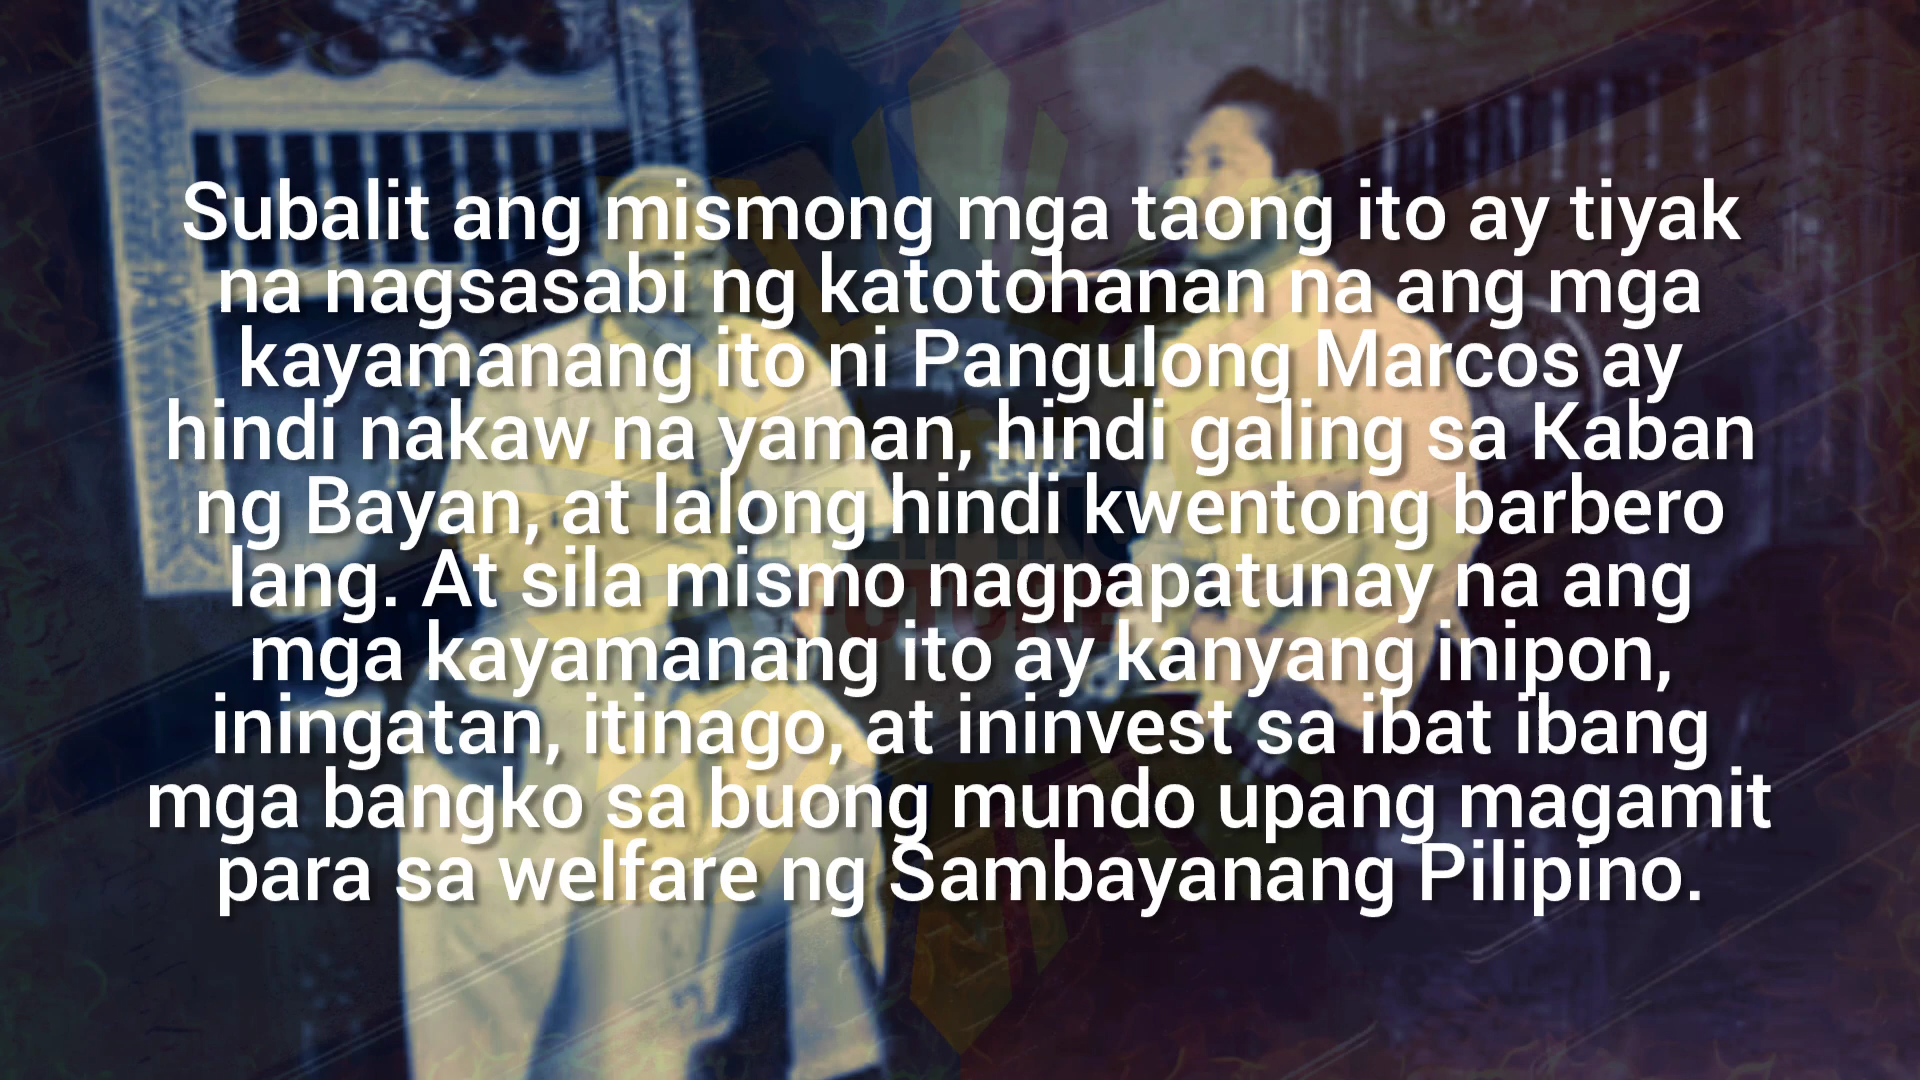 Subalit ang mismong mga taong ito ay tiyak
na nagsasabi ng katotohanan na ang mga
kayamanang ito ni Pangulong Marcos ay
hindi nakaw na yaman, hindi galing sa Kaban
ng Bayan, at lalong hindi kwentong barbero
lang. At sila mismo nagpapatunay na ang
mga kayamanang ito ay kanyang inipon,
iningatan, itinago, at ininvest sa ibat ibang
mga bangko sa buong mundo upang magamit
para sa welfare ng Sambayanang Pilipino.